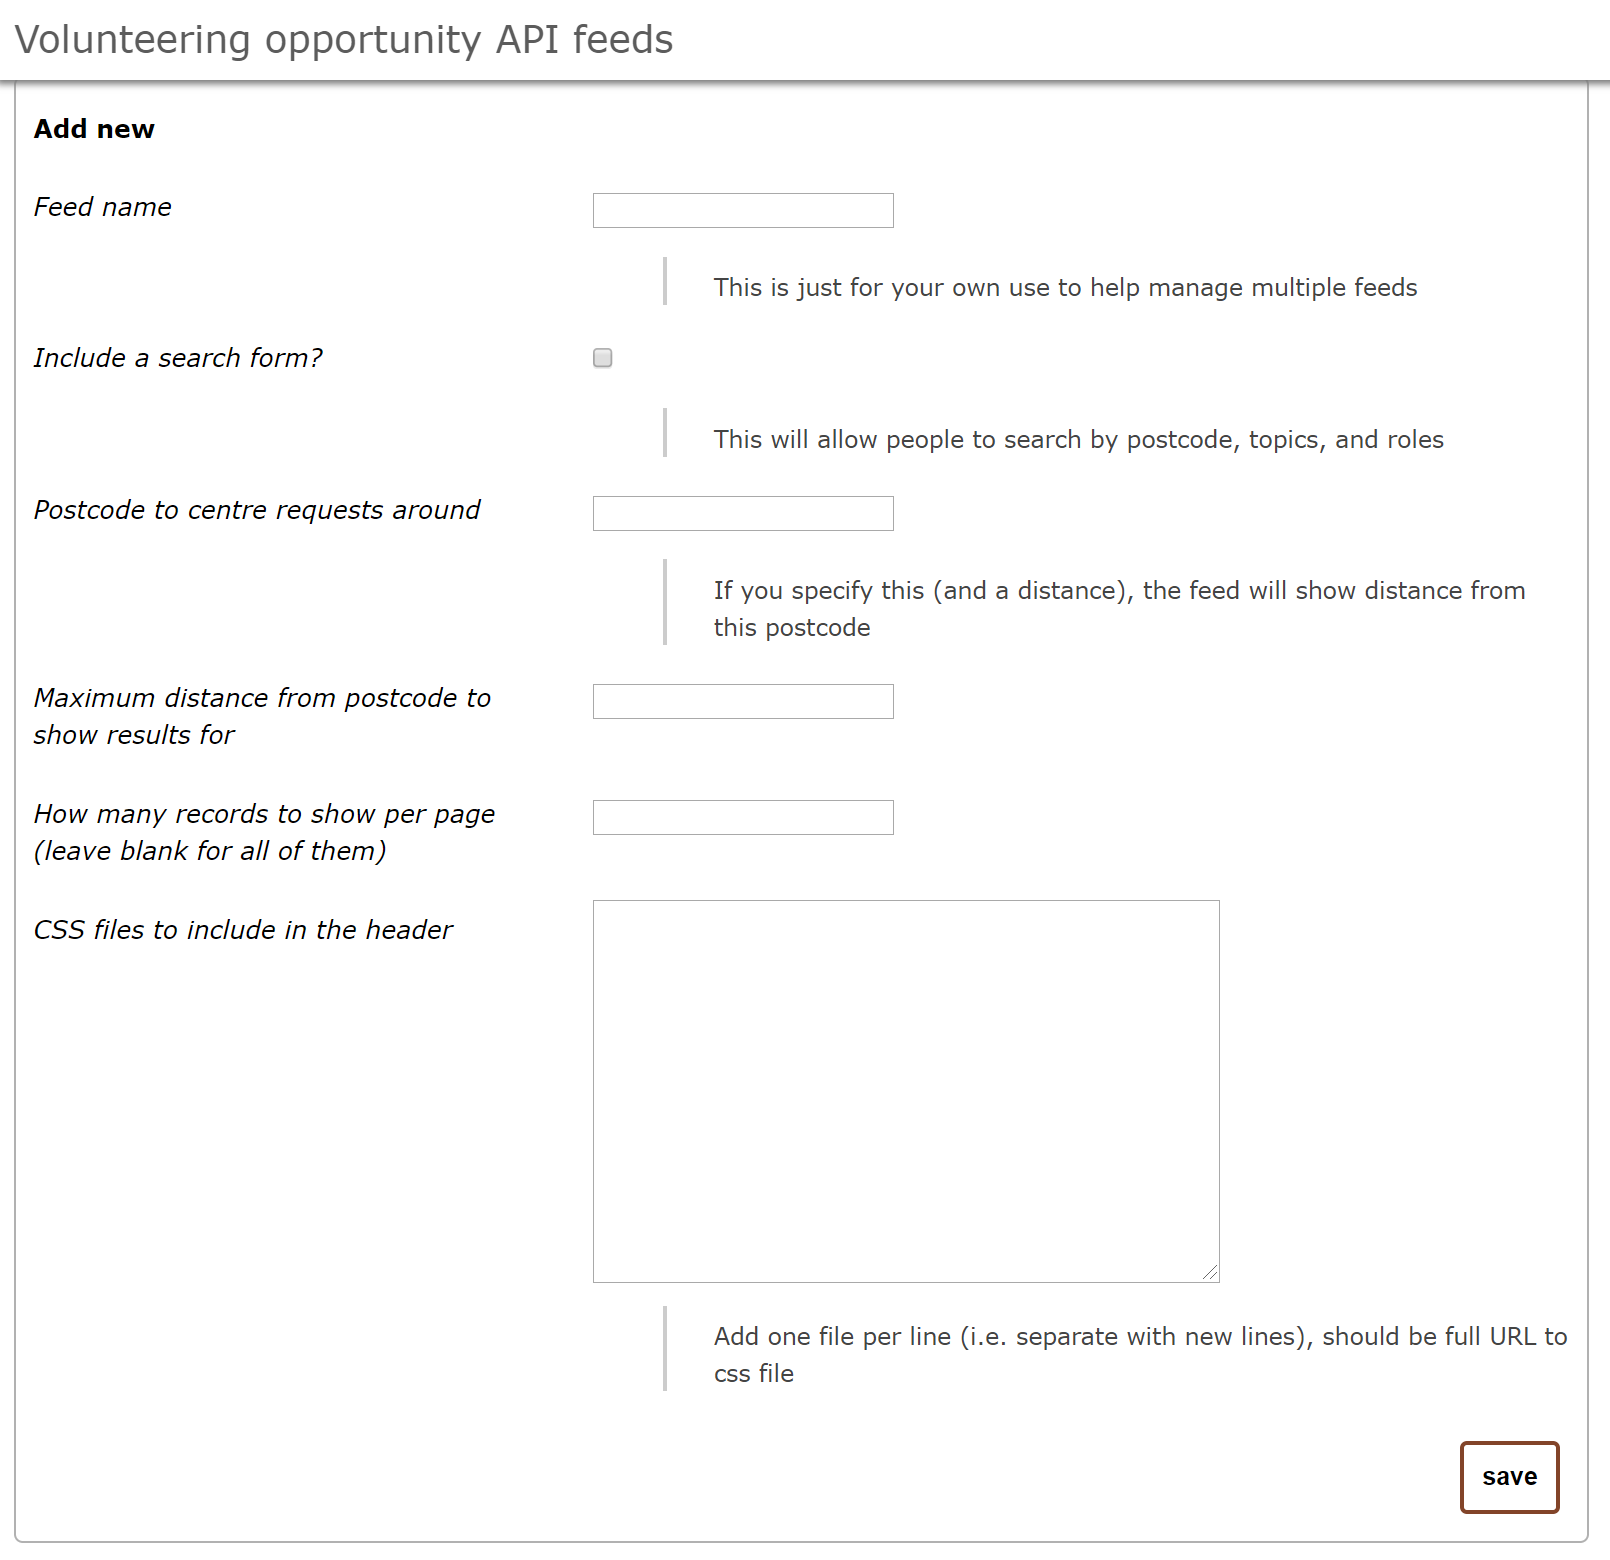 Volunteering opportunity API feeds
Add new
Feed name
This is just for your own use to help manage multiple feeds
Include a search form?
This will allow people to search by postcode, topics, and roles
Postcode to centre requests around
If you specify this (and a distance), the feed will show distance from
this postcode
Maximum distance from postcode to
show results for
How many records to show per page
(leave blank for all of them)
CSS files to include in the header
Add one file per line (i.e. separate with new lines), should be full URL to
css file
save